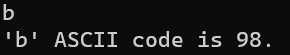 b
'b' ASCII code is 98.